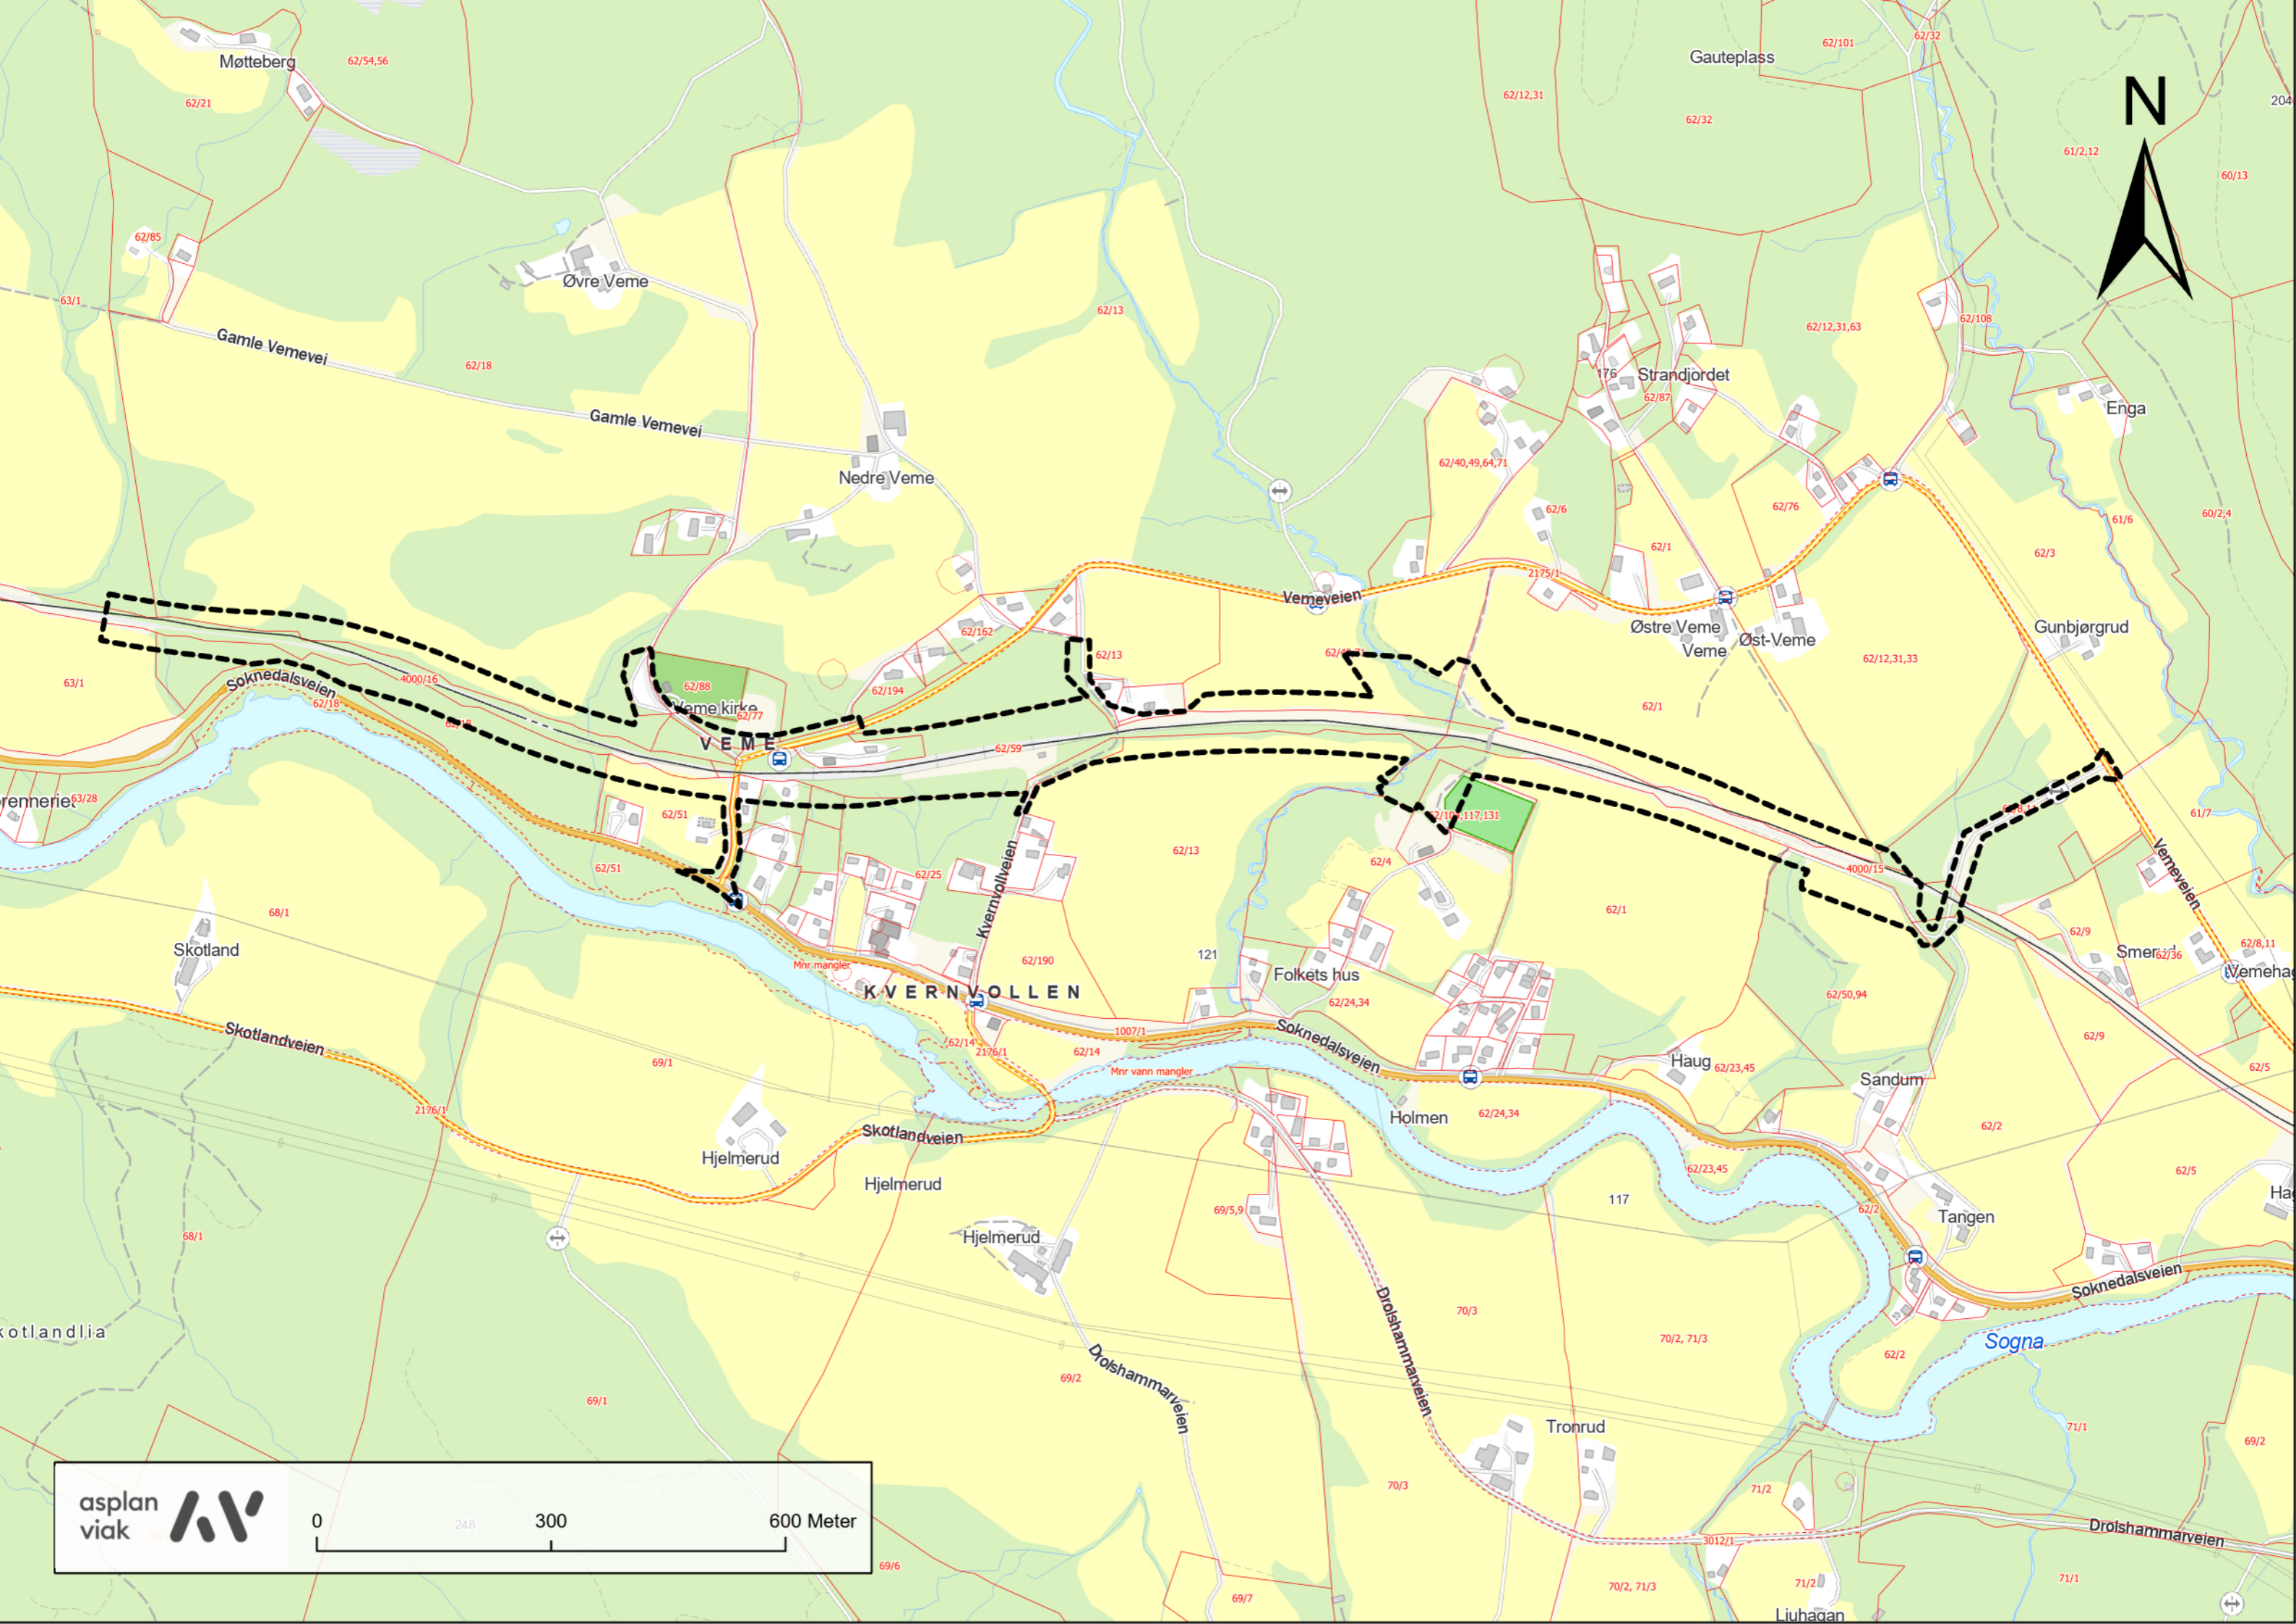 62/32
62/101
Gauteplass
Møtteberg
62/54,56
62/21
62/12,31
62/32
N
204
61/2,12
60/13
62/85
Øvre Veme
63/1
62/13
62/108
62/12,31,63
Gamle Vemevei
62/18
176
Strandjordet
62/87
Enga
Gamle Vemevei
Nedre Veme
62/40,49,64,71
62/6
62/76
61/6
60/2,4
62/1
62/3
2175/1
Vemeveien
62/162
Østre Veme
Øst-Veme
Veme
Gunbjørgrud
62/13
62/12,31,33
63/1
Soknedalsveien
4000/16
62/18
62/88
Veme kirke
62/77
62/194
62/1
VEME
62/59
renneriet
63/28
62/51
61/7
62/13
62/4
Vemeveien
62/51
62/25
Kvernvollveien
4000/15
68/1
62/1
Skotland
62/190
121
Folkets hus
62/9
Smerud
62/36
62/8,11
Vemeha
Mnr mangler
KVERNVOLLEN
62/24,34
62/50,94
Skotlandveien
1007/1
Soknedalsveien
62/14
2176/1
62/14
62/9
69/1
Mnr vann mangler
Haug
62/23,45
62/5
Sandum
2176/1
Holmen
62/24,34
Skotlandveien
62/2
Hjelmerud
Hjelmerud
62/23,45
62/5
117
Ha
69/5,9
62/2
Tangen
68/1
Hjelmerud
Soknedalsveien
Drolshammarveien
70/3
kotlandlia
70/2, 71/3
Sogna
62/2
Drolshammarveien
69/2
69/1
Tronrud
71/1
69/2
70/3
71/2
asplan
viak
0
300
600 Meter
248
Drolshammarveien
3012/1
69/6
69/7
70/2, 71/3
71/2
71/1
Ljuhagan